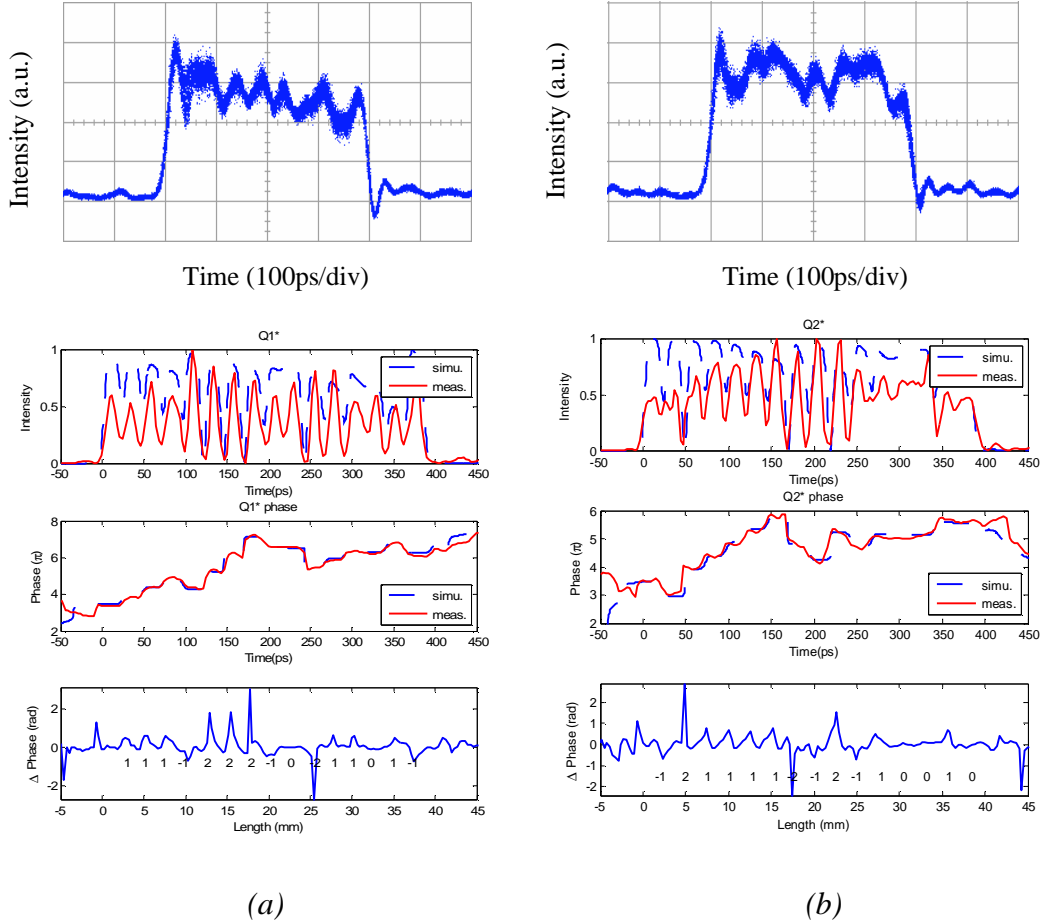 Intensity (a.u.)
Time (100ps/div)
Intensity (a.u.)
Time (100ps/div)
Q1*
simu.
meas.
Intensity
1
0.5
0
-50 0 50 100 150 200 250 300 350 400 450
Time(ps)
Q1* phase
simu.
meas.
Phase (π)
8
6
4
2
-50 0 50 100 150 200 250 300 350 400 450
Time(ps)
Δ Phase (rad)
2
0
-2
1 1 1 -1 2 2 2 -1 0 -2 1 1 0 1 -1
-5 0 5 10 15 20 25 30 35 40 45
Length (mm)
(a)
Q2*
simu.
meas.
Intensity
1
0.5
0
-50 0 50 100 150 200 250 300 350 400 450
Time(ps)
Q2* phase
simu.
meas.
Phase (π)
6
5
4
3
2
-50 0 50 100 150 200 250 300 350 400 450
Time(ps)
Δ Phase (rad)
2
1
0
-1
-2
-1 2 1 1 1 1 -2 -1 2 -1 1 0 0 1 0
-5 0 5 10 15 20 25 30 35 40 45
Length (mm)
(b)